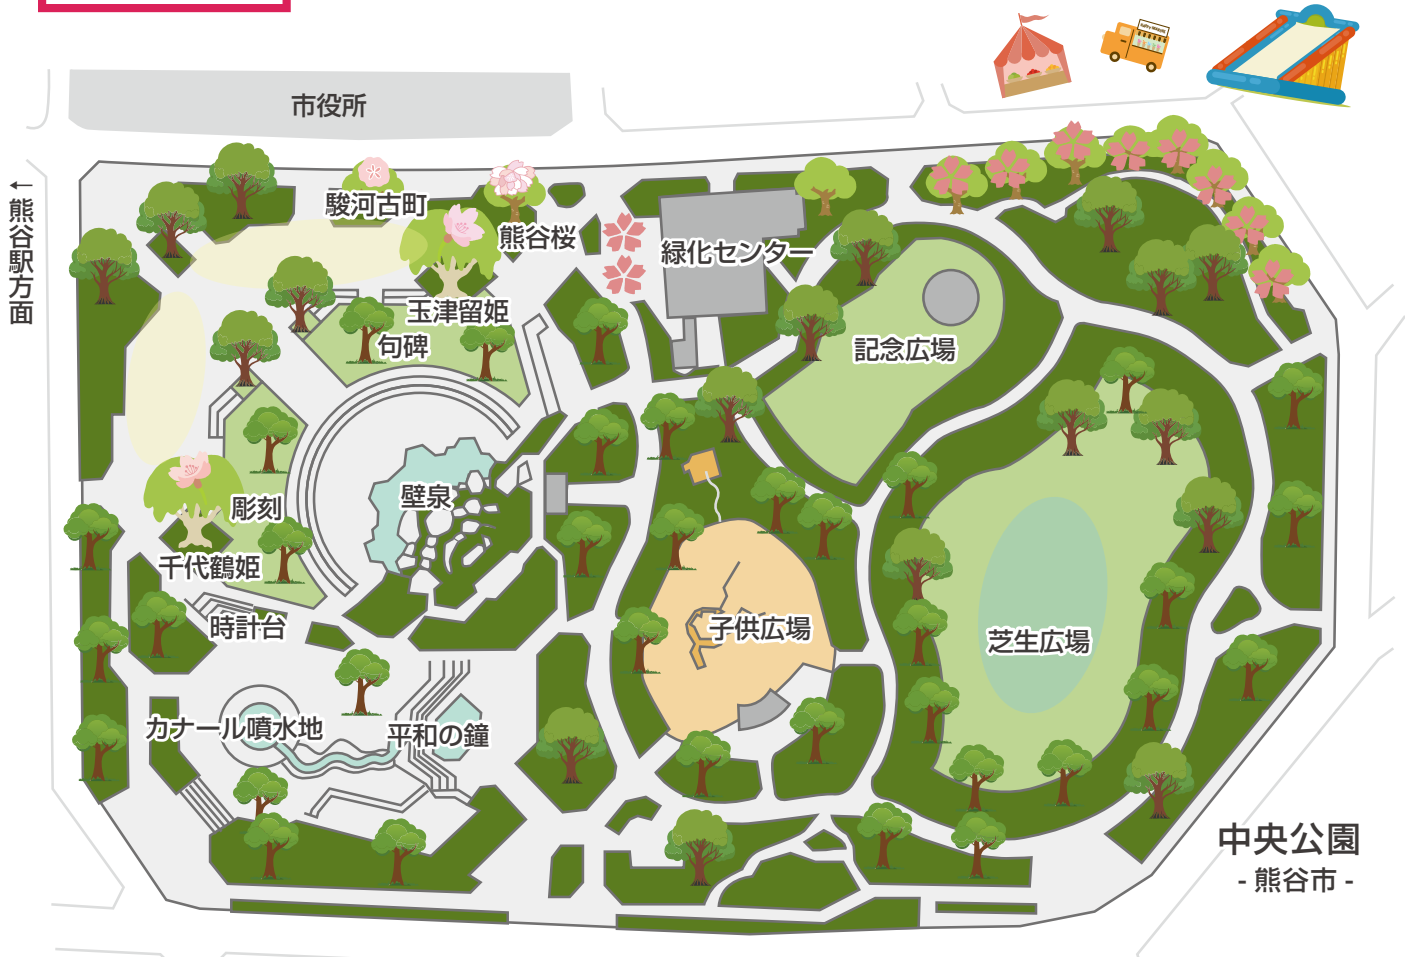 市役所
←熊谷駅方面
駿河古町
熊谷桜
緑化センター
玉津留姫
句碑
記念広場
壁泉
彫刻
千代鶴姫
時計台
子供広場
芝生広場
カナール噴水地
平和の鐘
中央公園
- 熊谷市 -